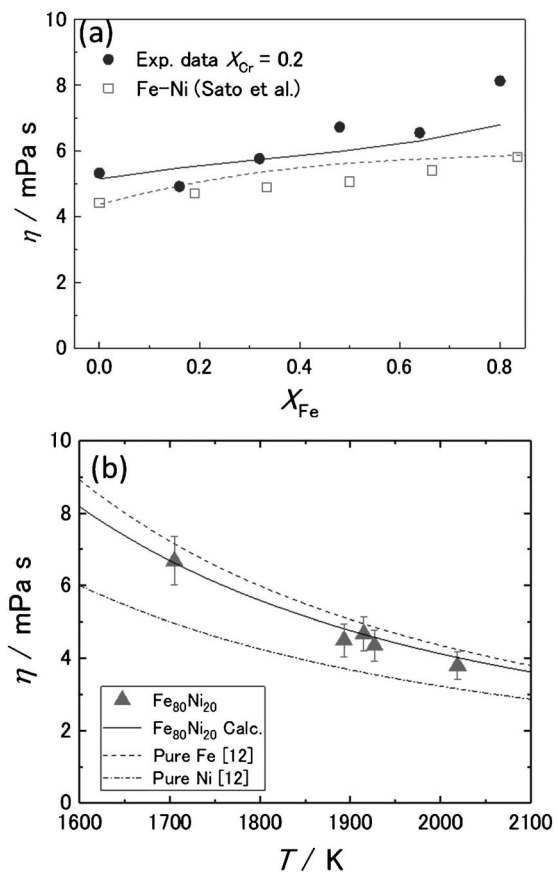 (a)
Exp. data X_Cr = 0.2
Fe-Ni (Sato et al.)
10
8
6
4
2
0
η / mPa s
0.0 0.2 0.4 0.6 0.8
X_Fe
(b)
10
8
6
4
2
0
η / mPa s
Fe₈₀Ni₂₀
Fe₈₀Ni₂₀ Calc.
Pure Fe [12]
Pure Ni [12]
1600 1700 1800 1900 2000 2100
T / K